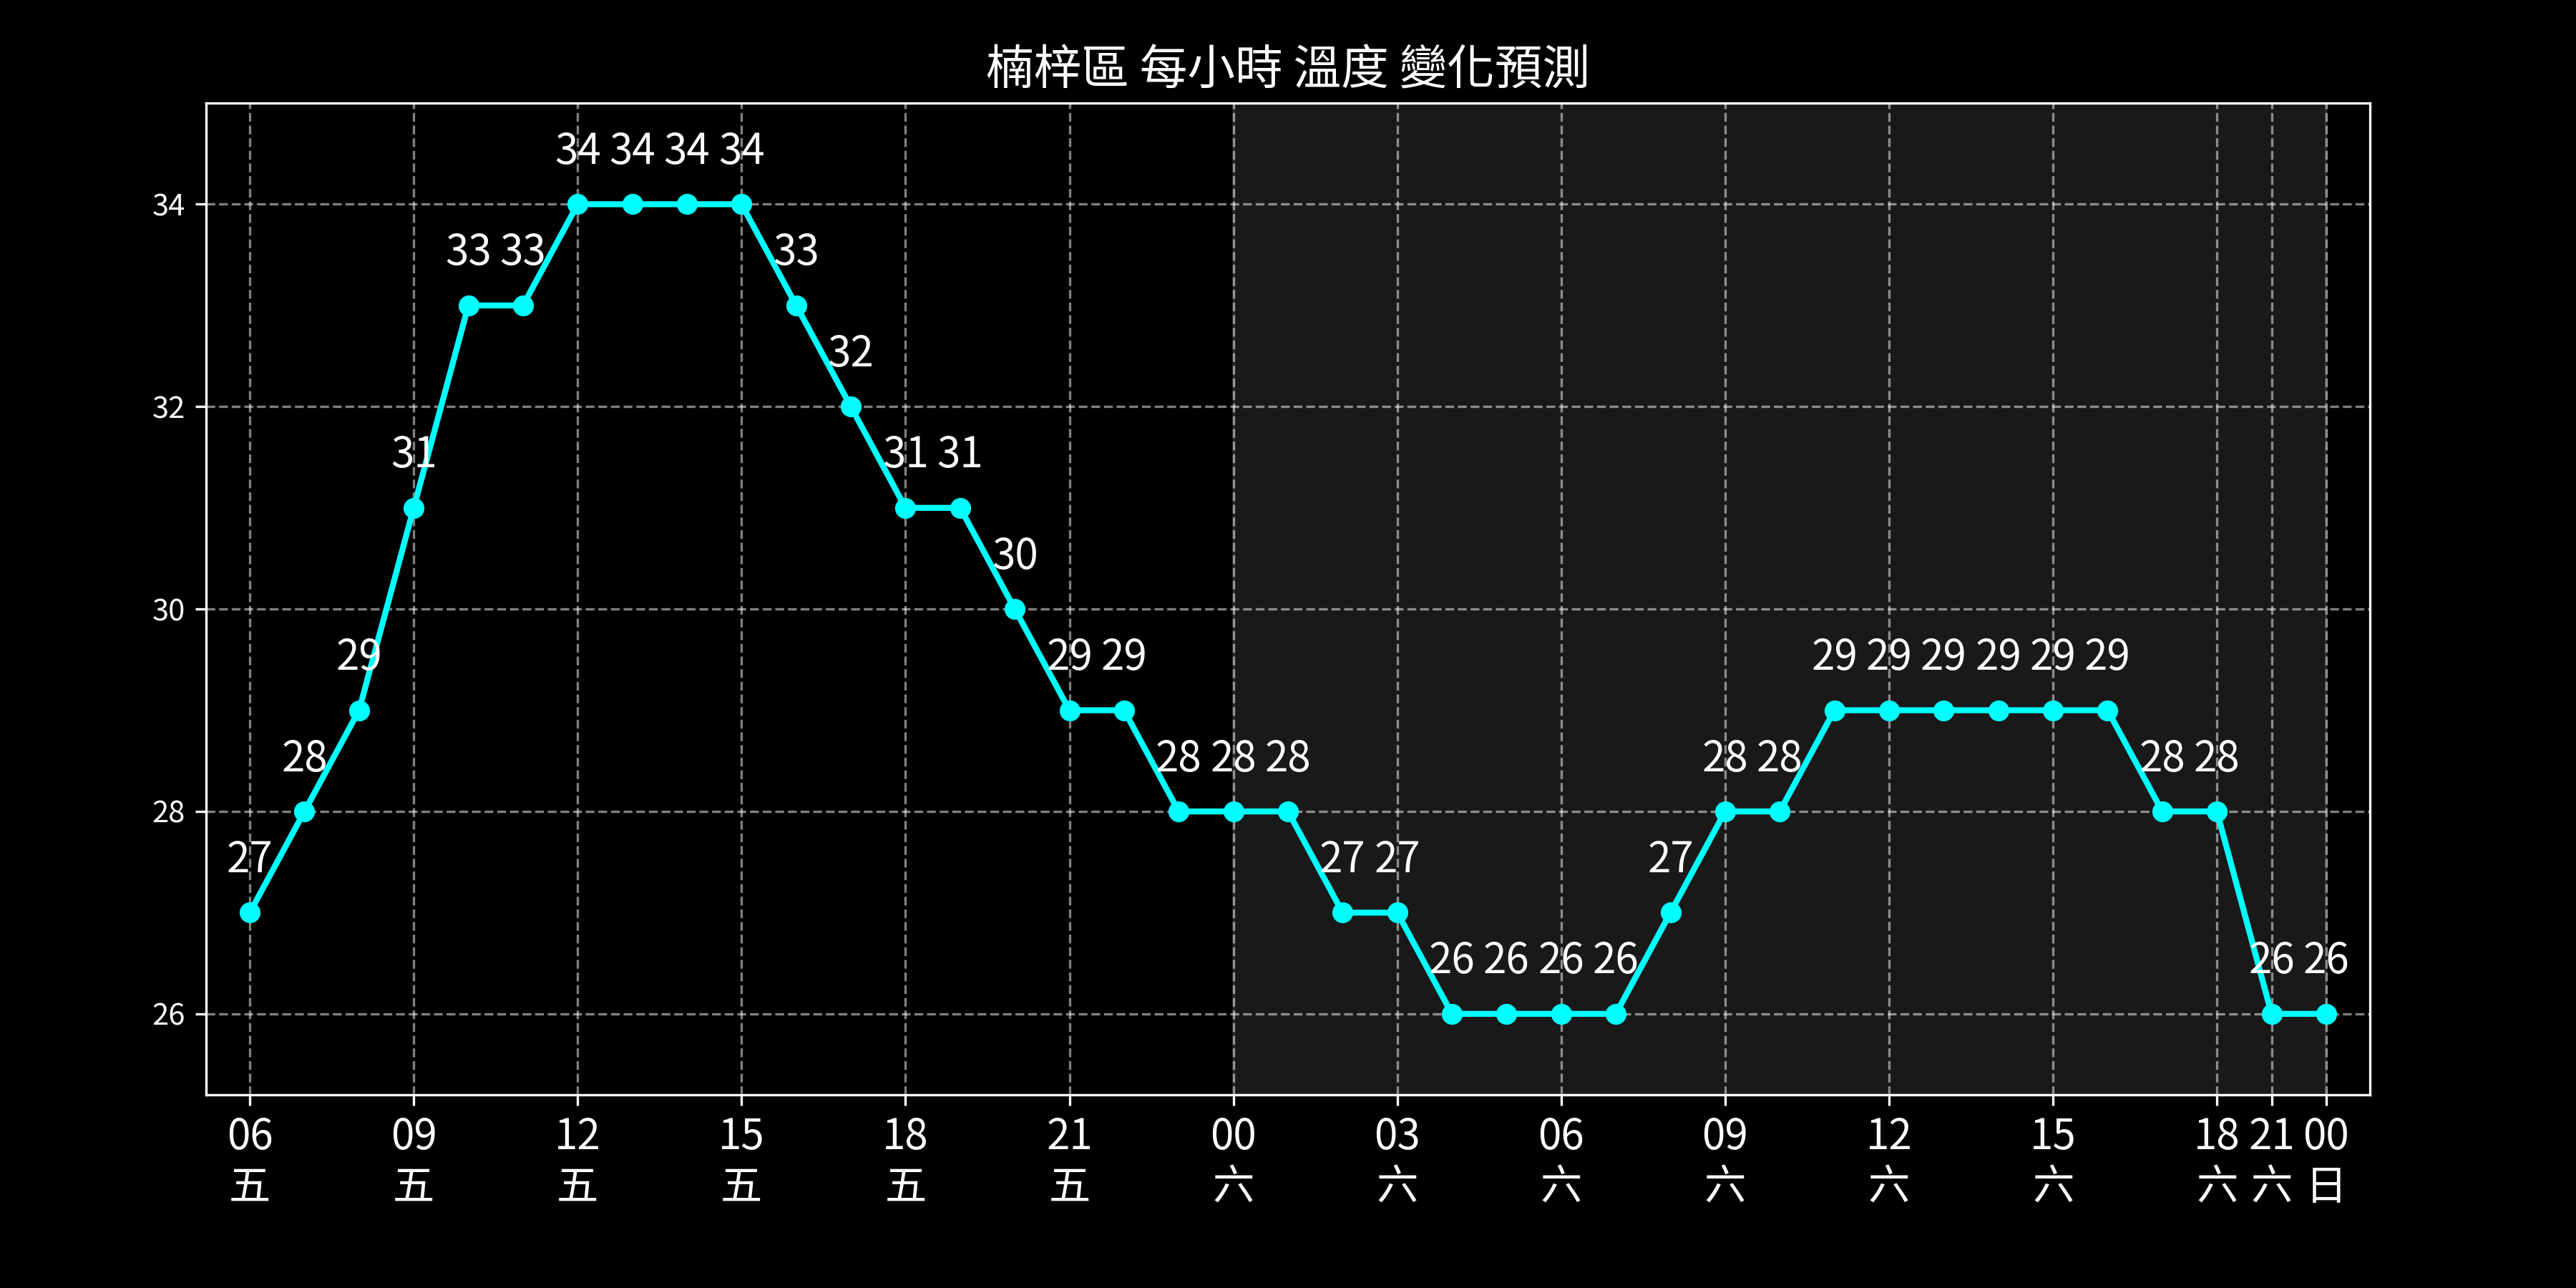 楠梓區 每小時 溫度 變化預測
34 34 34 34
34
33 33 33
32
32
31 31 31
30
30
29 29 29 29 29 29 29 29 29
28 28 28 28 28 28 28 28
28
27 27 27 27
26 26 26 26 26 26
26
06 09 12 15 18 21 00 03 06 09 12 15 18 21 00
五 五 五 五 五 五 六 六 六 六 六 六 六 六 日